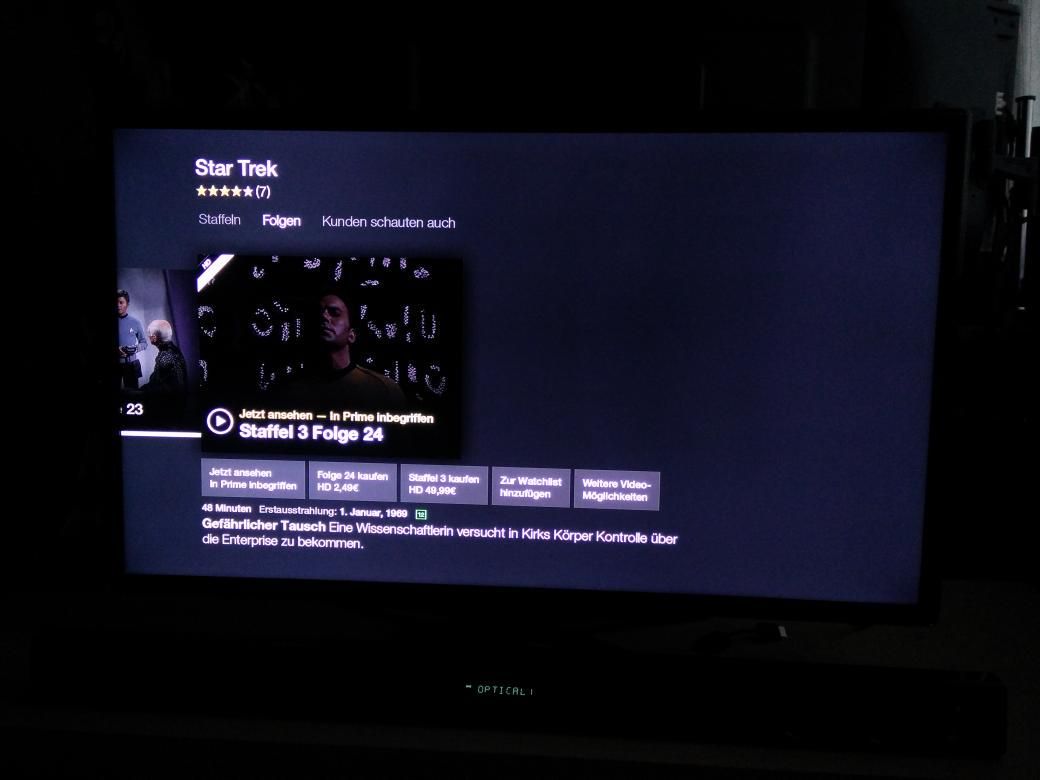 Star Trek
(7)
Staffeln Folgen Kunden schauten auch
HD
23
Jetzt ansehen — In Prime inbegriffen
Staffel 3 Folge 24
Jetzt ansehen
In Prime inbegriffen
Folge 24 kaufen
HD 2,49€
Staffel 3 kaufen
HD 49,99€
Zur Watchlist
hinzufügen
Weitere Video-
Möglichkeiten
48 Minuten Erstausstrahlung: 1. Januar, 1969 12
Gefährlicher Tausch Eine Wissenschaftlerin versucht in Kirks Körper Kontrolle über
die Enterprise zu bekommen.
OPTICAL